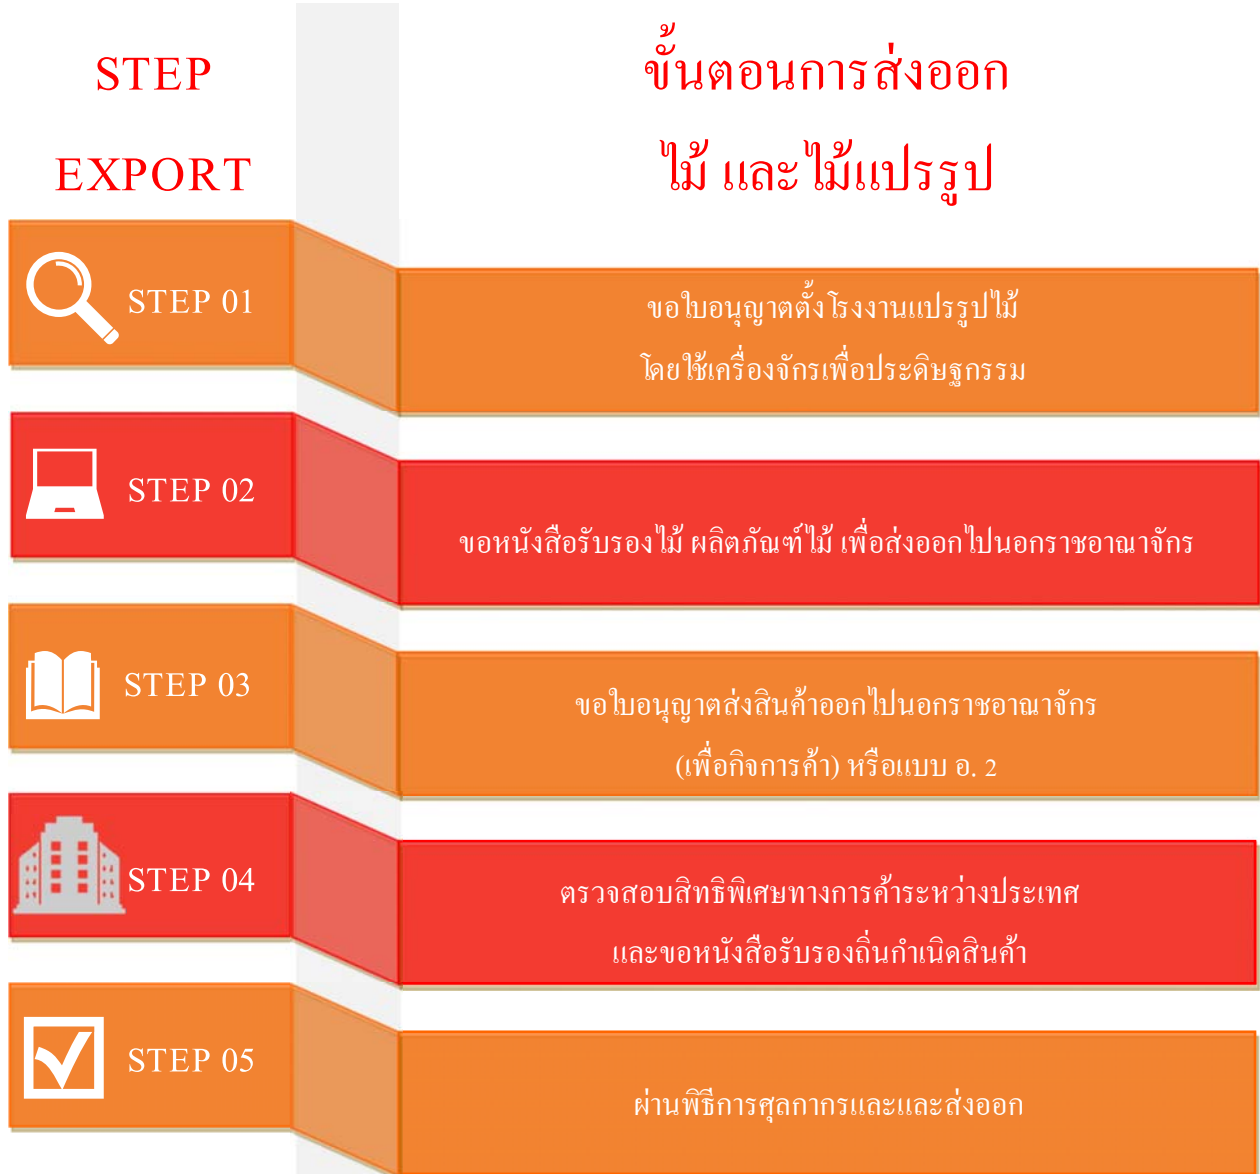 STEP
EXPORT
ขั้นตอนการส่งออก
ไม้ และไม้แปรรูป
STEP 01
ขอใบอนุญาตตั้งโรงงานแปรรูปไม้
โดยใช้เครื่องจักรเพื่อประดิษฐกรรม
STEP 02
ขอหนังสือรับรองไม้ ผลิตภัณฑ์ไม้ เพื่อส่งออกไปนอกราชอาณาจักร
STEP 03
ขอใบอนุญาตส่งสินค้าออกไปนอกราชอาณาจักร
(เพื่อกิจการค้า) หรือแบบ อ. 2
STEP 04
ตรวจสอบสิทธิพิเศษทางการค้าระหว่างประเทศ
และขอหนังสือรับรองถิ่นกำเนิดสินค้า
STEP 05
ผ่านพิธีการศุลกากรและและส่งออก